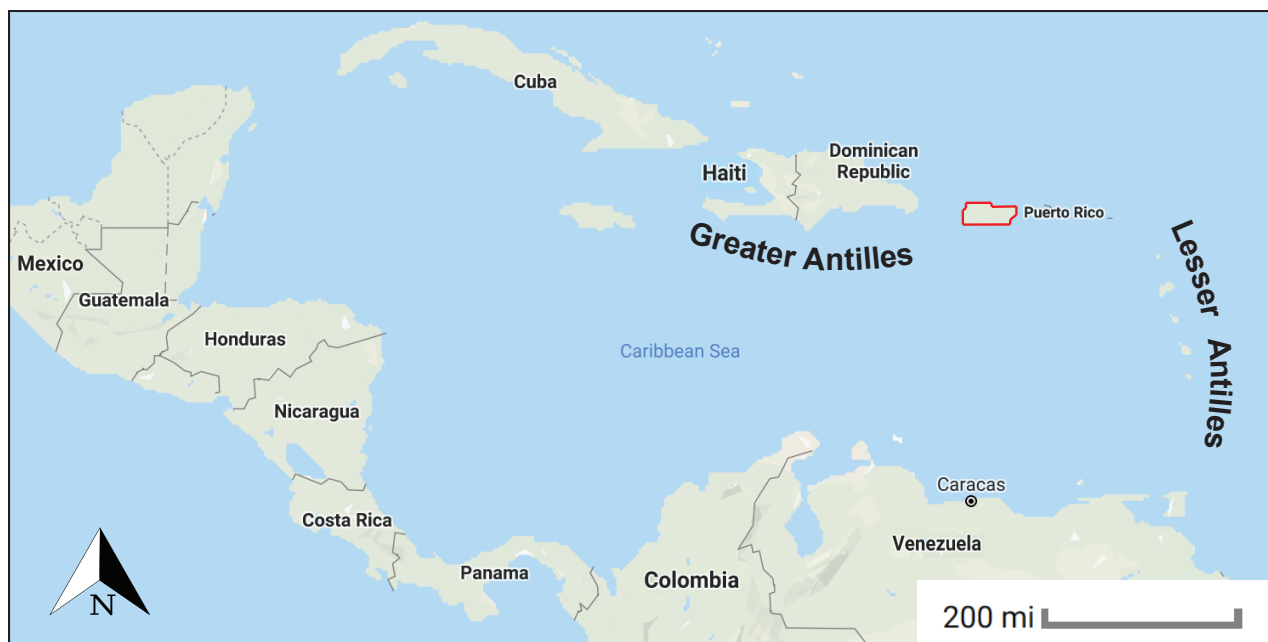 Cuba
Dominican
Republic
Haiti
Puerto Rico
Greater Antilles
Lesser Antilles
Mexico
Guatemala
Honduras
Caribbean Sea
Nicaragua
Caracas
Costa Rica
Venezuela
Panama
Colombia
N
200 mi